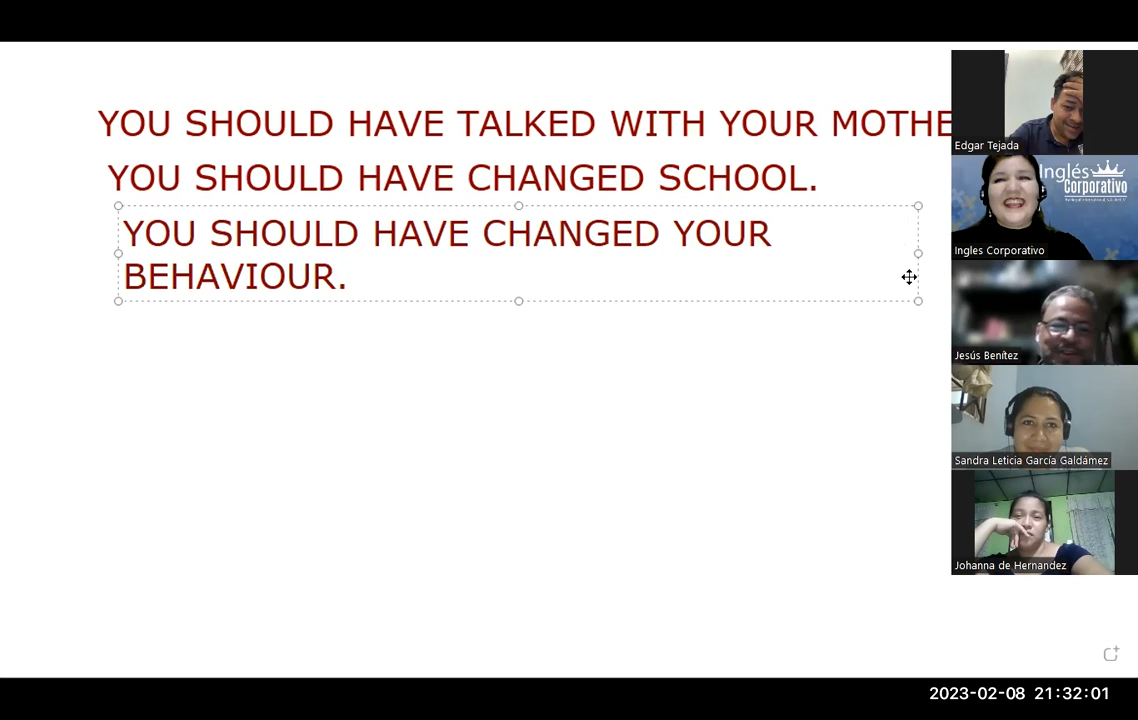 YOU SHOULD HAVE TALKED WITH YOUR MOTHE
YOU SHOULD HAVE CHANGED SCHOOL.
YOU SHOULD HAVE CHANGED YOUR
BEHAVIOUR.
Edgar Tejada
Inglés
Corporativo
Ingles Corporativo
Jesús Benítez
Sandra Leticia García Galdámez
Johanna de Hernandez
2023-02-08 21:32:01